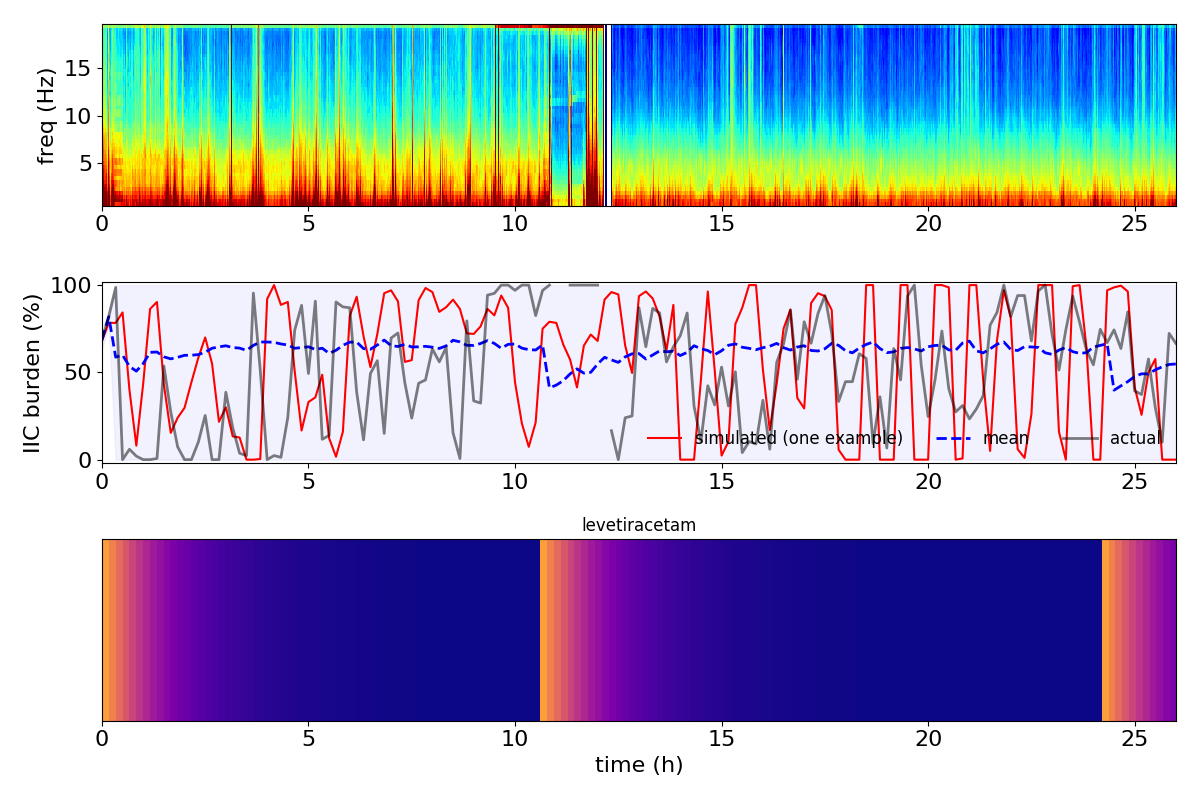 freq (Hz)
15
10
5
0 5 10 15 20 25
IIC burden (%)
100
50
0
simulated (one example) mean actual
0 5 10 15 20 25
levetiracetam
0 5 10 15 20 25
time (h)